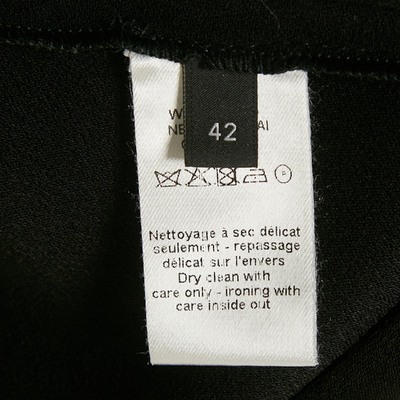 42
Nettoyage à sec délicat
seulement - repassage
délicat sur l'envers
Dry clean with
care only - ironing with
care inside out